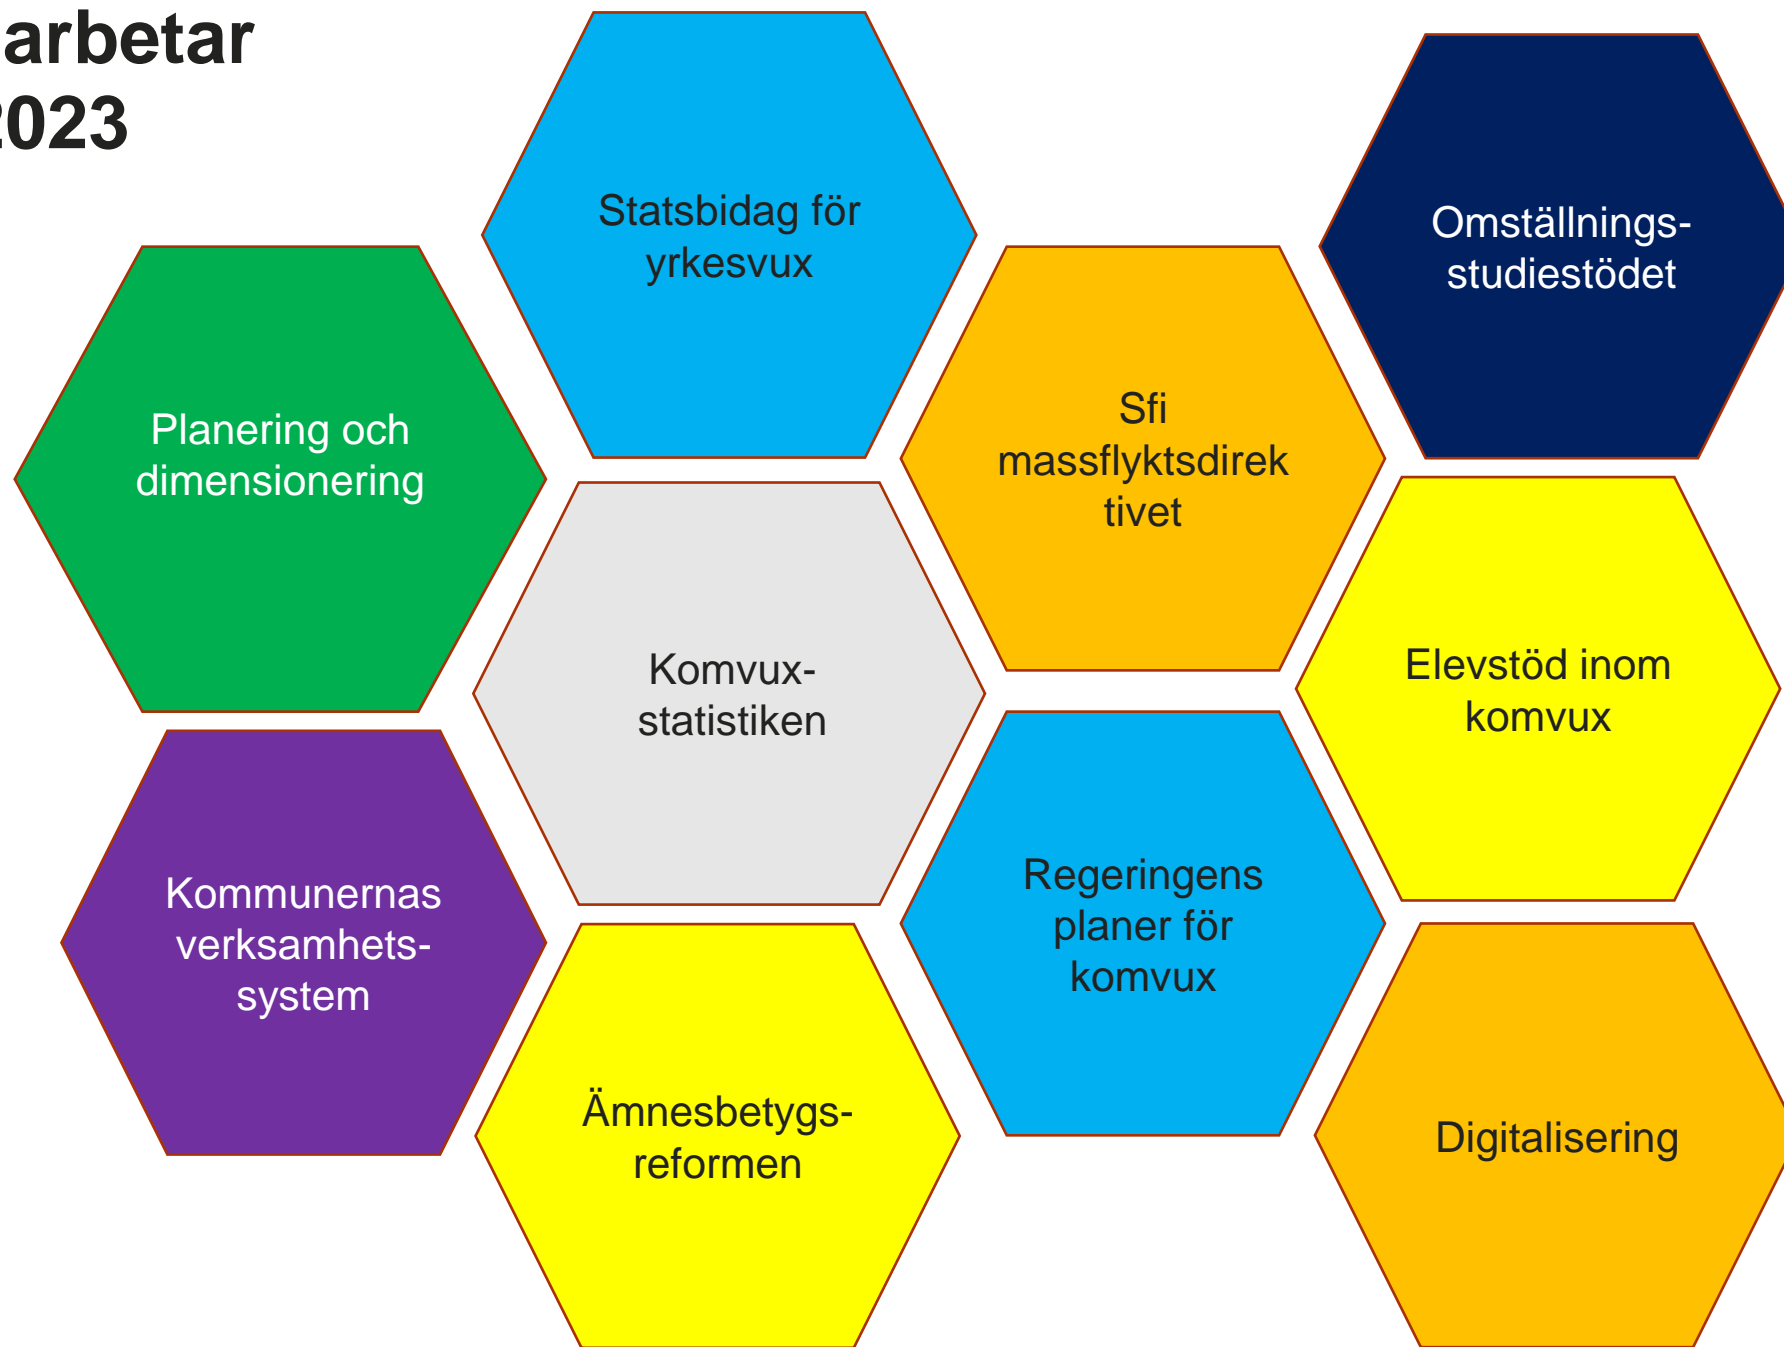 arbetar
2023
Statsbidag för
yrkesvux
Omställnings-
studiestödet
Planering och
dimensionering
Sfi
massflyktsdirek
tivet
Komvux-
statistiken
Elevstöd inom
komvux
Kommunernas
verksamhets-
system
Regeringens
planer för
komvux
Ämnesbetygs-
reformen
Digitalisering